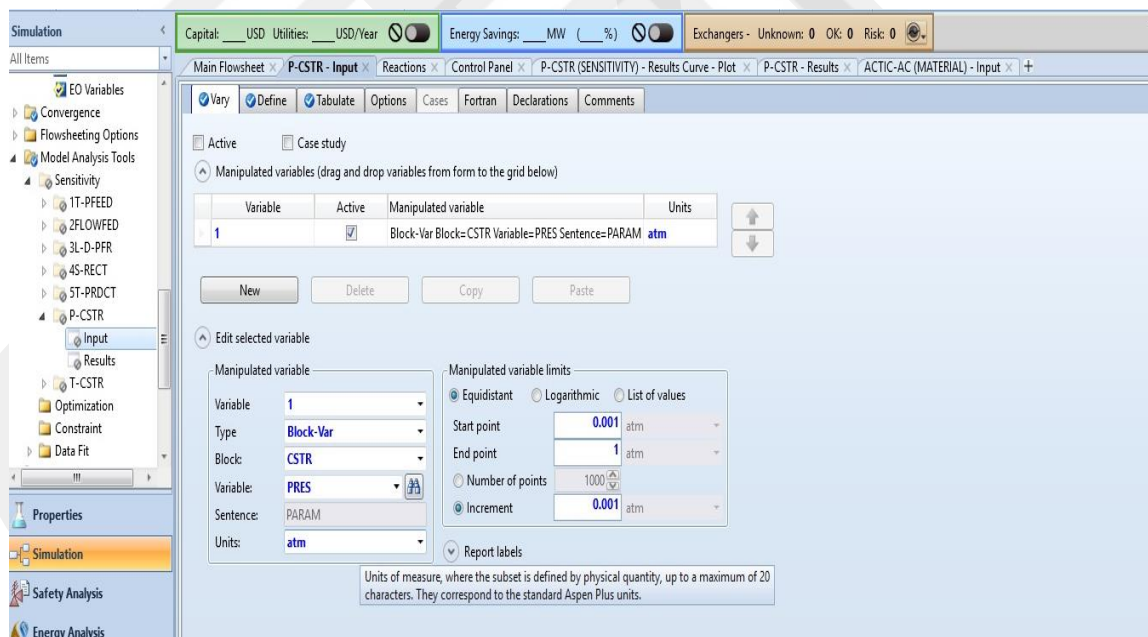 Simulation
Capital: ____USD Utilities: ____USD/Year
Energy Savings: ____MW (____%)
Exchangers - Unknown: 0 OK: 0 Risk: 0
All Items
Main Flowsheet P-CSTR - Input Reactions Control Panel P-CSTR (SENSITIVITY) - Results Curve - Plot P-CSTR - Results ACTIC-AC (MATERIAL) - Input +
EO Variables
Convergence
Flowsheeting Options
Model Analysis Tools
Sensitivity
1T-PFEED
2FLOWFED
3L-D-PFR
4S-RECT
5T-PRDCT
P-CSTR
Input
Results
T-CSTR
Optimization
Constraint
Data Fit
Properties
Simulation
Safety Analysis
Energy Analysis
Vary Define Tabulate Options Cases Fortran Declarations Comments
Active Case study
Manipulated variables (drag and drop variables from form to the grid below)
Variable Active Manipulated variable Units
1 Block-Var Block=CSTR Variable=PRES Sentence=PARAM atm
New Delete Copy Paste
Edit selected variable
Manipulated variable
Variable 1
Type Block-Var
Block: CSTR
Variable: PRES
Sentence: PARAM
Units: atm
Manipulated variable limits
Equidistant Logarithmic List of values
Start point 0.001 atm
End point 1 atm
Number of points 1000
Increment 0.001 atm
Report labels
Units of measure, where the subset is defined by physical quantity, up to a maximum of 20
characters. They correspond to the standard Aspen Plus units.